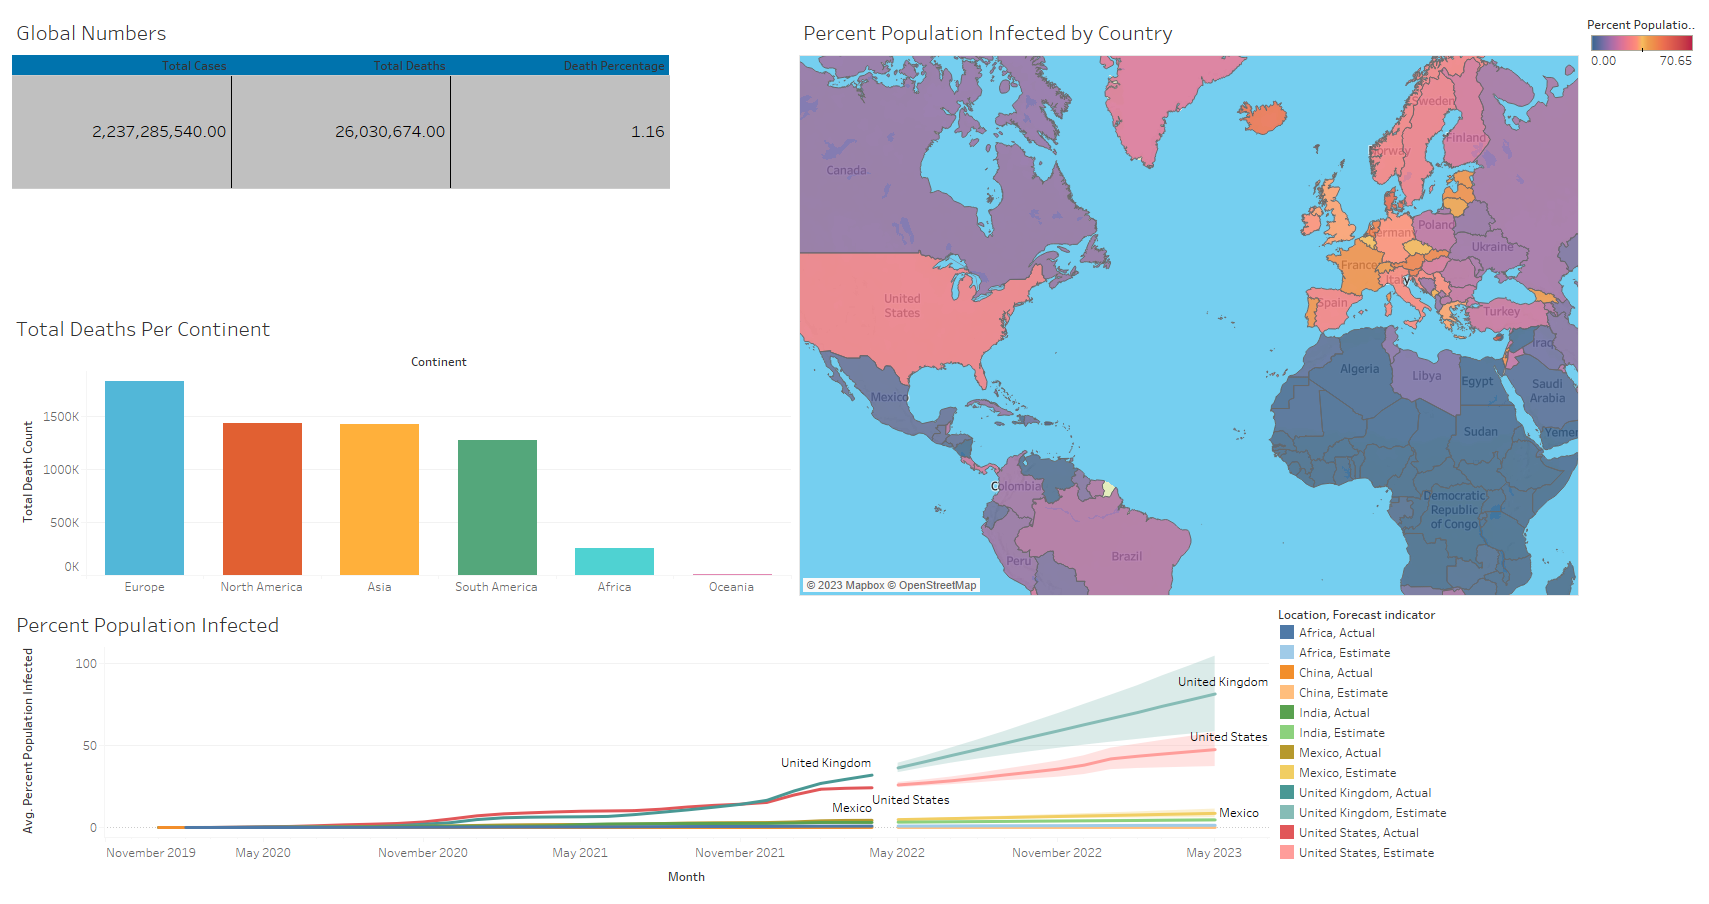 Global Numbers
Total Cases
Total Deaths
Death Percentage
2,237,285,540.00
26,030,674.00
1.16
Percent Population Infected by Country
Percent Populatio..
0.00
70.65
Canada
United
States
Mexico
Colombia
Peru
Brazil
Sweden
Norway
Finland
Poland
Germany
Ukraine
France
Italy
Spain
Turkey
Iraq
Algeria
Libya
Egypt
Saudi
Arabia
Sudan
Yemen
Democratic
Republic
of Congo
© 2023 Mapbox © OpenStreetMap
Total Deaths Per Continent
Continent
Total Death Count
1500K
1000K
500K
0K
Europe
North America
Asia
South America
Africa
Oceania
Percent Population Infected
Avg. Percent Population Infected
100
50
0
United Kingdom
United States
Mexico
United Kingdom
United States
Mexico
November 2019
May 2020
November 2020
May 2021
November 2021
May 2022
November 2022
May 2023
Month
Location, Forecast indicator
Africa, Actual
Africa, Estimate
China, Actual
China, Estimate
India, Actual
India, Estimate
Mexico, Actual
Mexico, Estimate
United Kingdom, Actual
United Kingdom, Estimate
United States, Actual
United States, Estimate